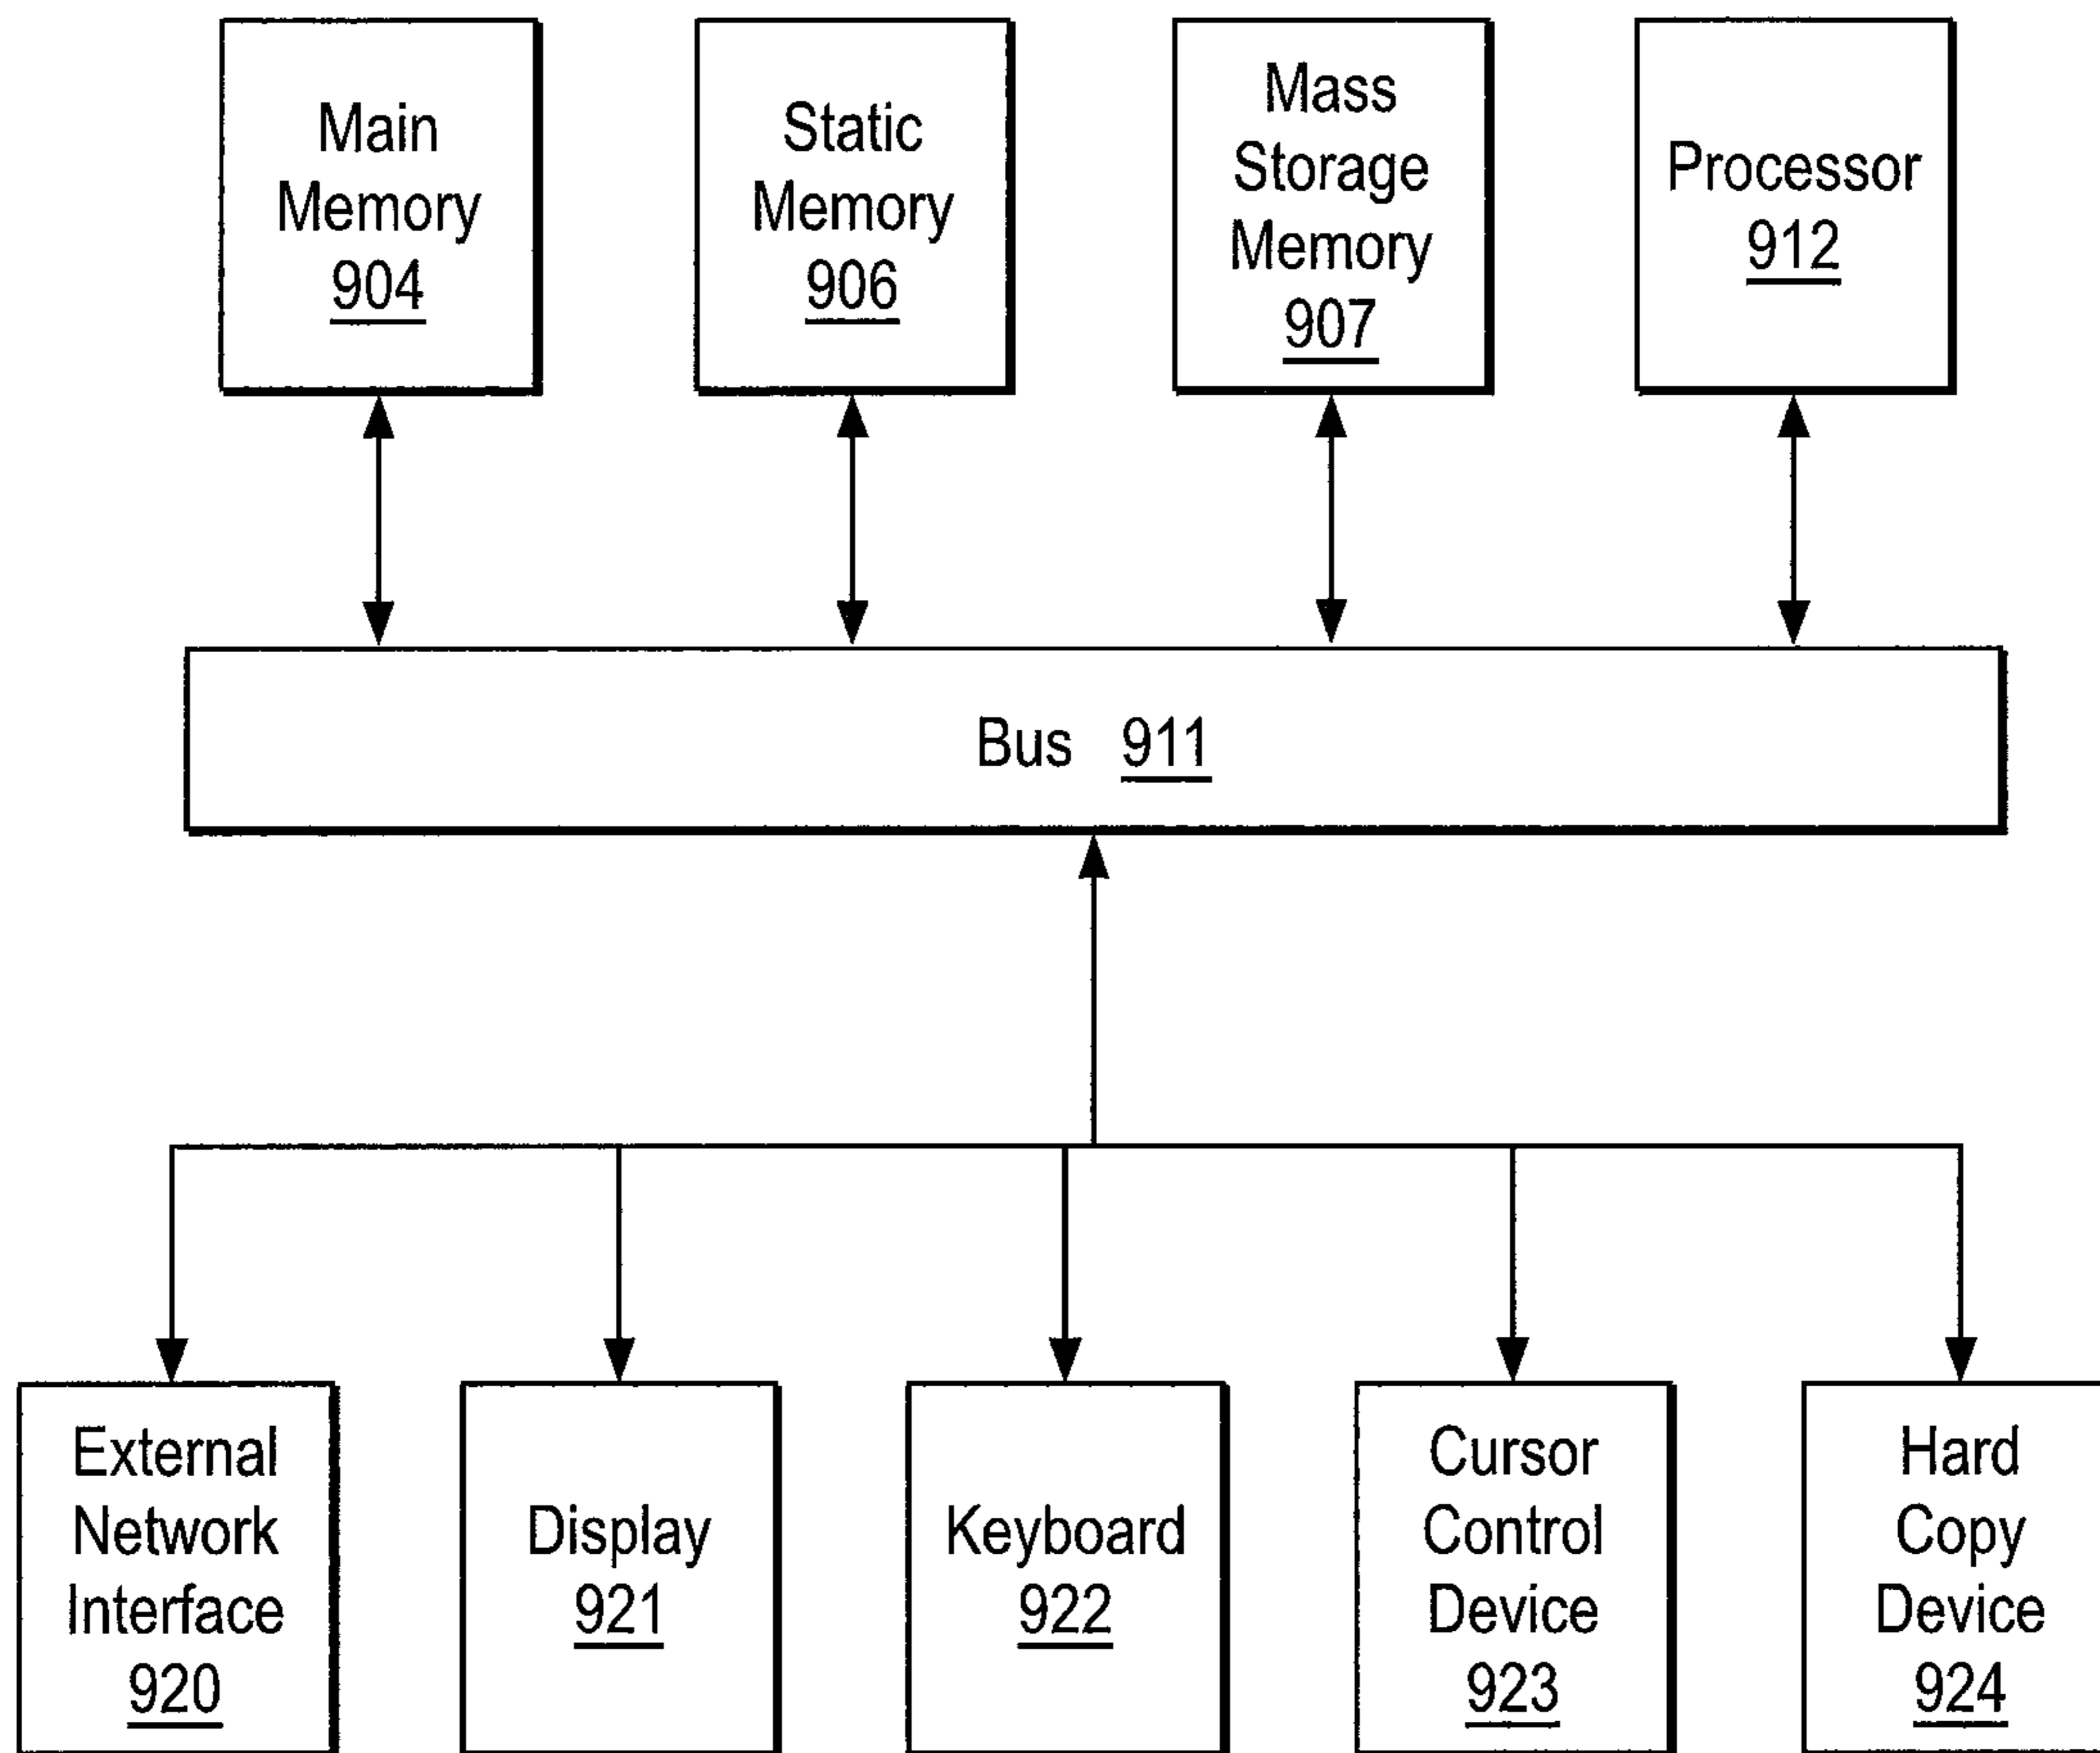 Main
Memory
904
Static
Memory
906
Mass
Storage
Memory
907
Processor
912
Bus 911
External
Network
Interface
920
Display
921
Keyboard
922
Cursor
Control
Device
923
Hard
Copy
Device
924